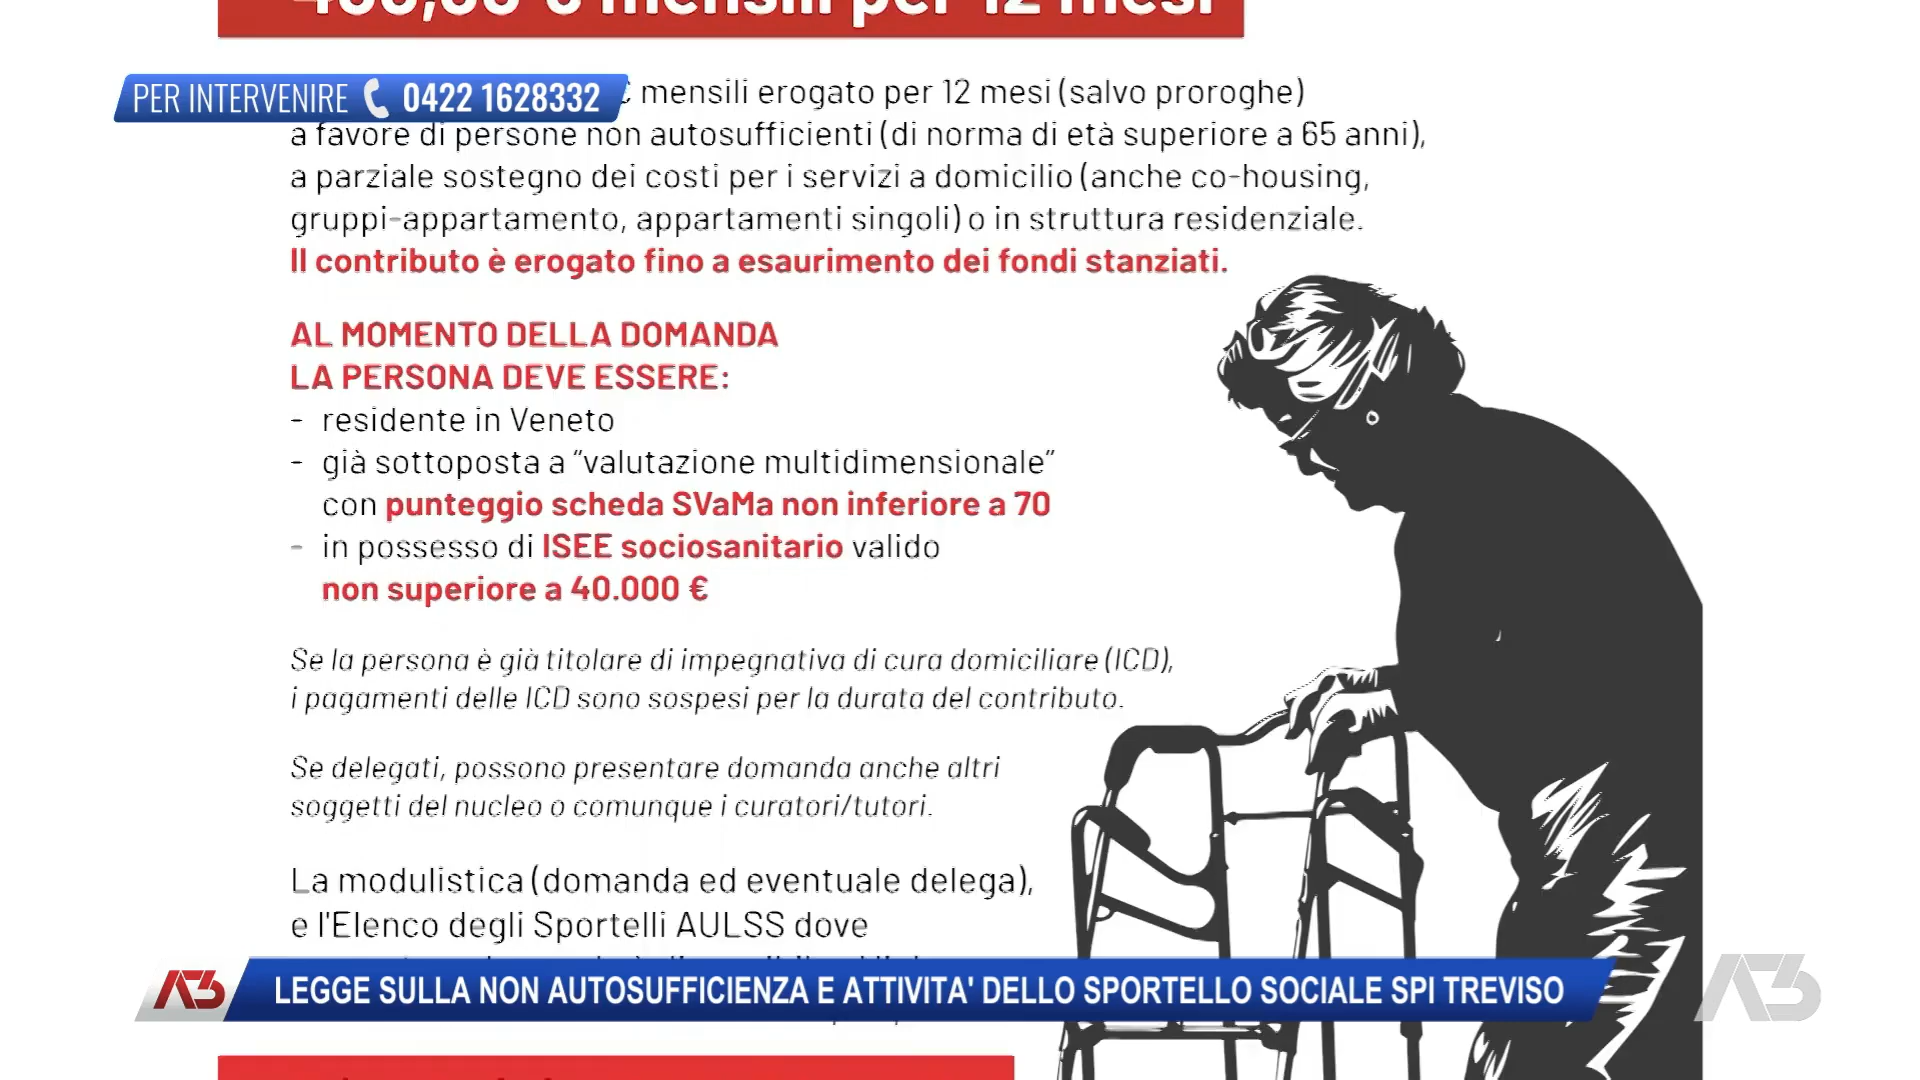 mensili per 12 mesi
PER INTERVENIRE 0422 1628332
€ mensili erogato per 12 mesi (salvo proroghe)
a favore di persone non autosufficienti (di norma di età superiore a 65 anni),
a parziale sostegno dei costi per i servizi a domicilio (anche co-housing,
gruppi-appartamento, appartamenti singoli) o in struttura residenziale.
Il contributo è erogato fino a esaurimento dei fondi stanziati.
AL MOMENTO DELLA DOMANDA
LA PERSONA DEVE ESSERE:
- residente in Veneto
- già sottoposta a “valutazione multidimensionale”
con punteggio scheda SVaMa non inferiore a 70
- in possesso di ISEE sociosanitario valido
non superiore a 40.000 €
Se la persona è già titolare di impegnativa di cura domiciliare (ICD),
i pagamenti delle ICD sono sospesi per la durata del contributo.
Se delegati, possono presentare domanda anche altri
soggetti del nucleo o comunque i curatori/tutori.
La modulistica (domanda ed eventuale delega),
e l'Elenco degli Sportelli AULSS dove
A3 LEGGE SULLA NON AUTOSUFFICIENZA E ATTIVITA' DELLO SPORTELLO SOCIALE SPI TREVISO
A3